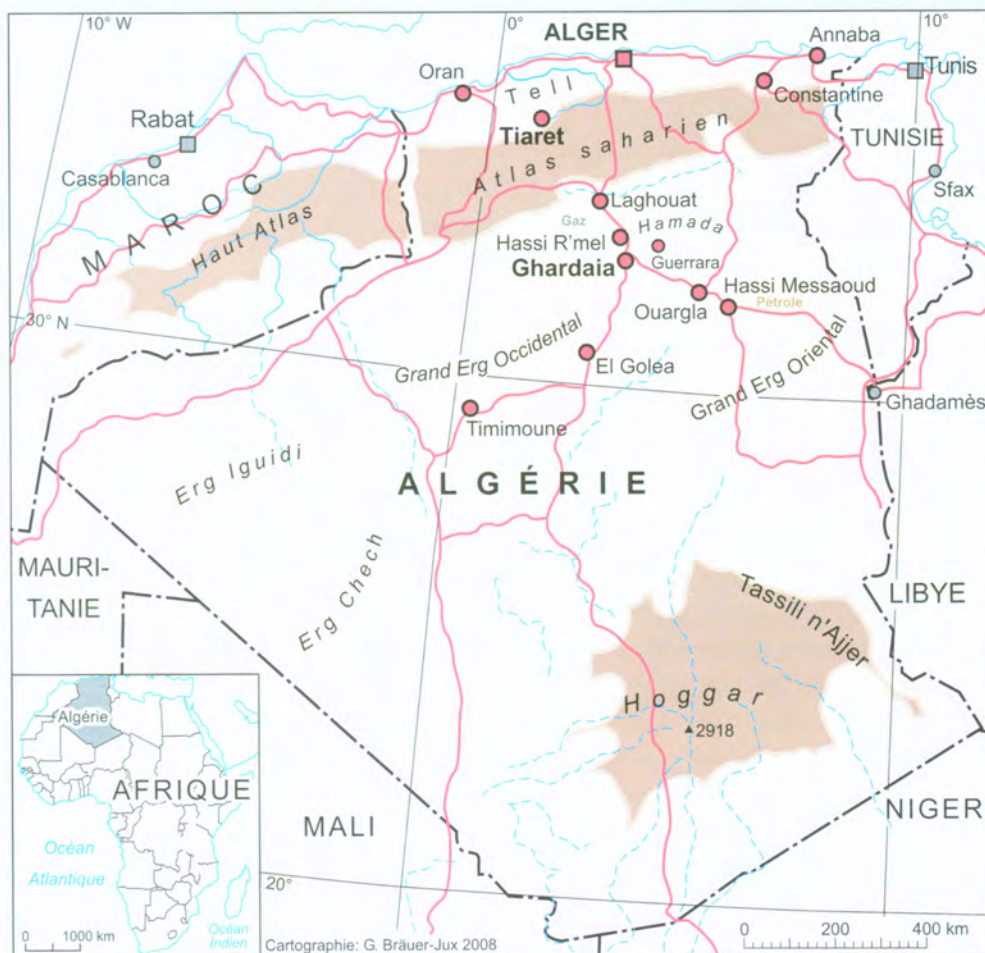 10° W
0°
10°
ALGER
Annaba
Oran
Tunis
Tell
Constantine
Rabat
Tiaret
TUNISIE
Casablanca
Atlas saharien
Sfax
MAROC
Laghouat
Gaz
Hamada
Haut Atlas
Hassi R'mel
Guerrara
Ghardaia
Hassi Messaoud
Pétrole
Ouargla
30° N
Grand Erg Occidental
El Goléa
Grand Erg Oriental
Ghadamès
Timimoune
Erg Iguidi
ALGÉRIE
MAURI-
TANIE
Erg Chech
Tassili n'Ajjer
LIBYE
Hoggar
2918
Algérie
AFRIQUE
MALI
NIGER
Océan
Atlantique
20°
Océan
Indien
0 1000 km
Cartographie: G. Bräuer-Jux 2008
0 200 400 km